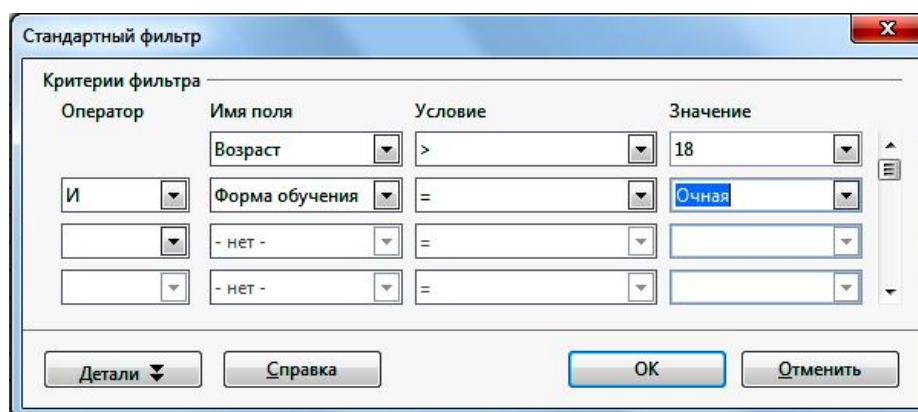 Стандартный фильтр
x
Критерии фильтра
Оператор Имя поля Условие Значение
Возраст > 18
И Форма обучения = Очная
- нет - =
- нет - =
Детали Справка OK Отменить